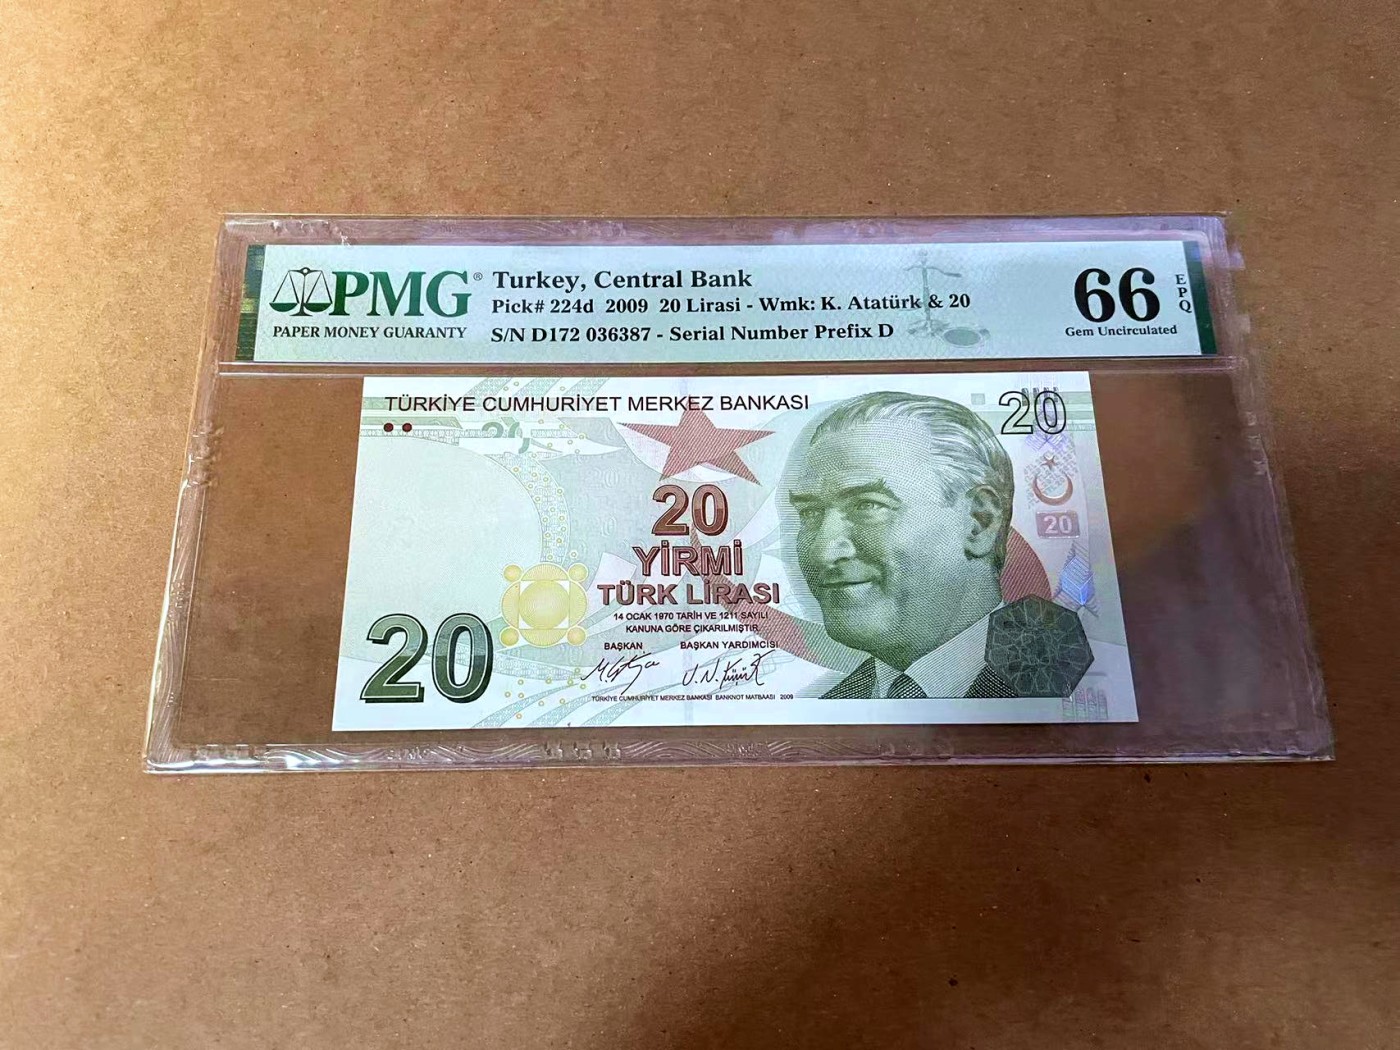 PMG®
PAPER MONEY GUARANTY
Turkey, Central Bank
Pick# 224d 2009 20 Lirasi - Wmk: K. Atatürk & 20
S/N D172 036387 - Serial Number Prefix D
66
EPQ
Gem Uncirculated
TÜRKİYE CUMHURİYET MERKEZ BANKASI
20
20
20
YİRMİ
TÜRK LİRASI
14 OCAK 1970 TARİH VE 1211 SAYILI
KANUNA GÖRE ÇIKARILMIŞTIR.
BAŞKAN BAŞKAN YARDIMCISI
20
TÜRKİYE CUMHURİYET MERKEZ BANKASI BANKNOT MATBAASI 2009